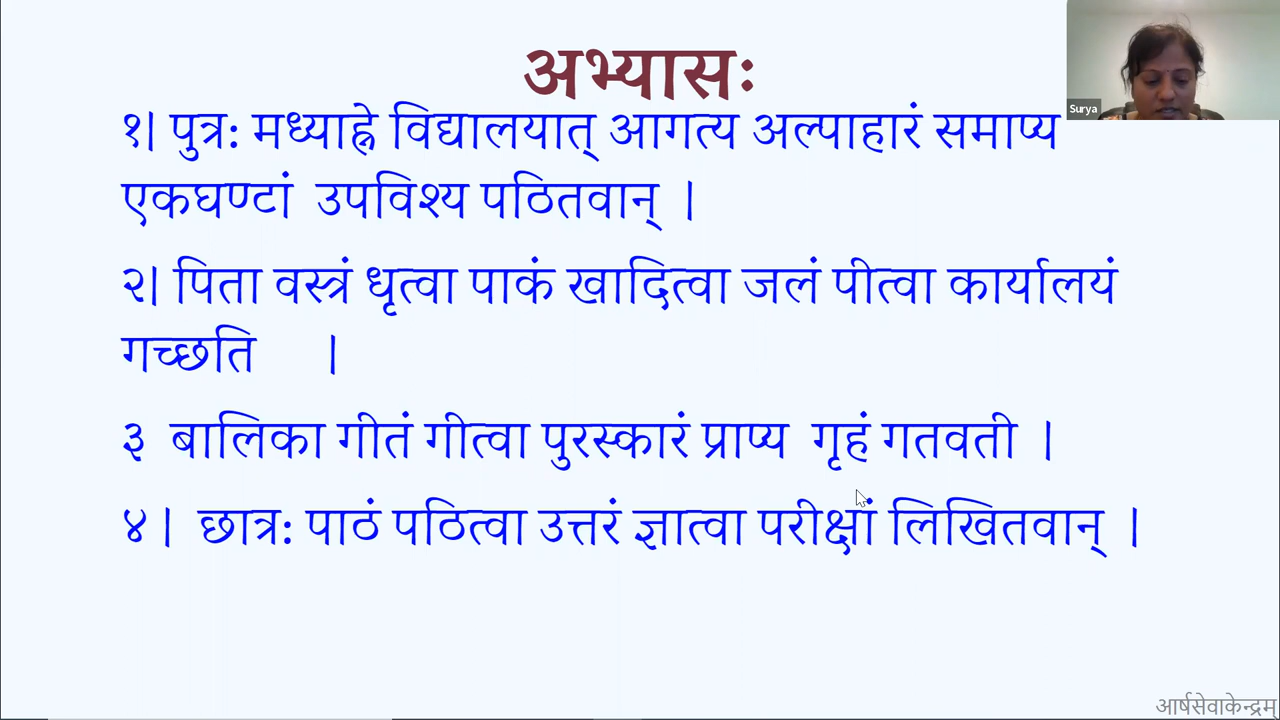 अभ्यासः
Surya
१| पुत्र: मध्याह्ने विद्यालयात् आगत्य अल्पाहारं समाप्य
एकघण्टां उपविश्य पठितवान् ।
२| पिता वस्त्रं धृत्वा पाकं खादित्वा जलं पीत्वा कार्यालयं
गच्छति ।
३ बालिका गीतं गीत्वा पुरस्कारं प्राप्य गृहं गतवती ।
४| छात्र: पाठं पठित्वा उत्तरं ज्ञात्वा परीक्षां लिखितवान् ।
आर्षसेवाकेन्द्रम्